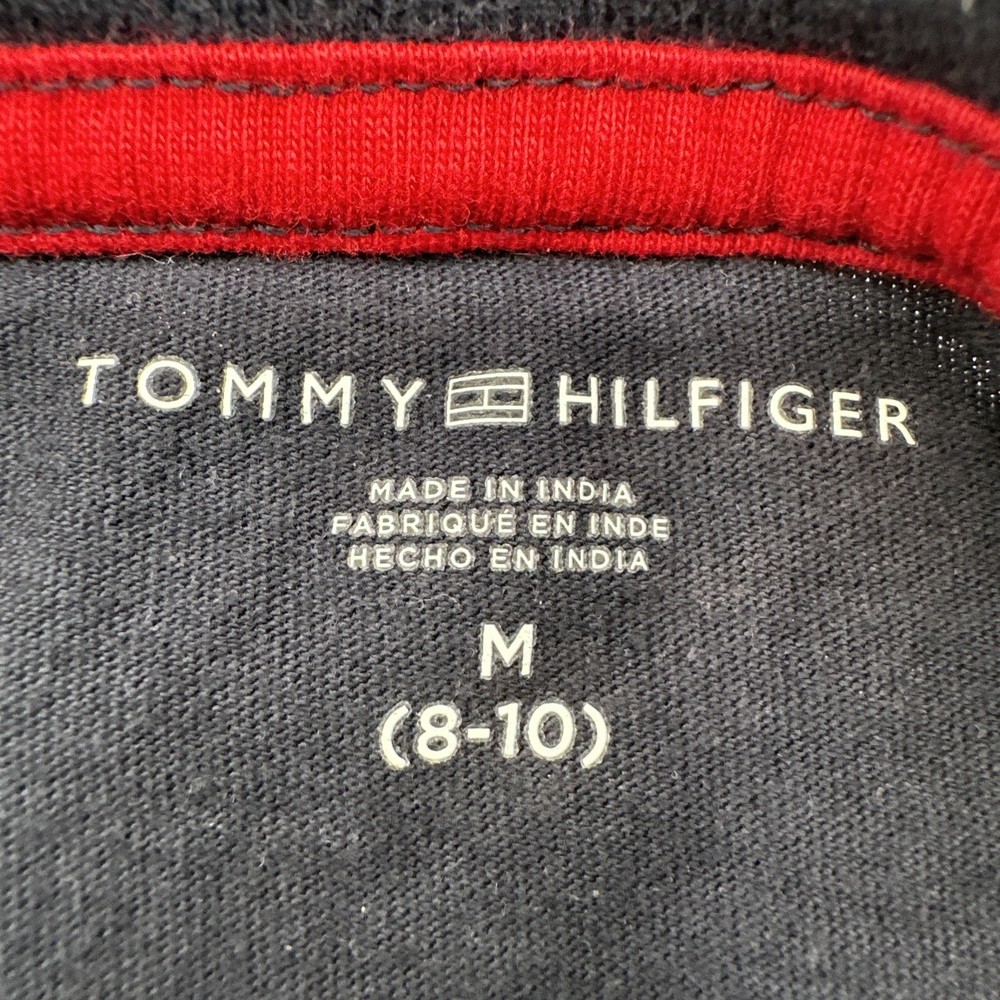 TOMMY HILFIGER
MADE IN INDIA
FABRIQUÉ EN INDE
HECHO EN INDIA
M
(8-10)